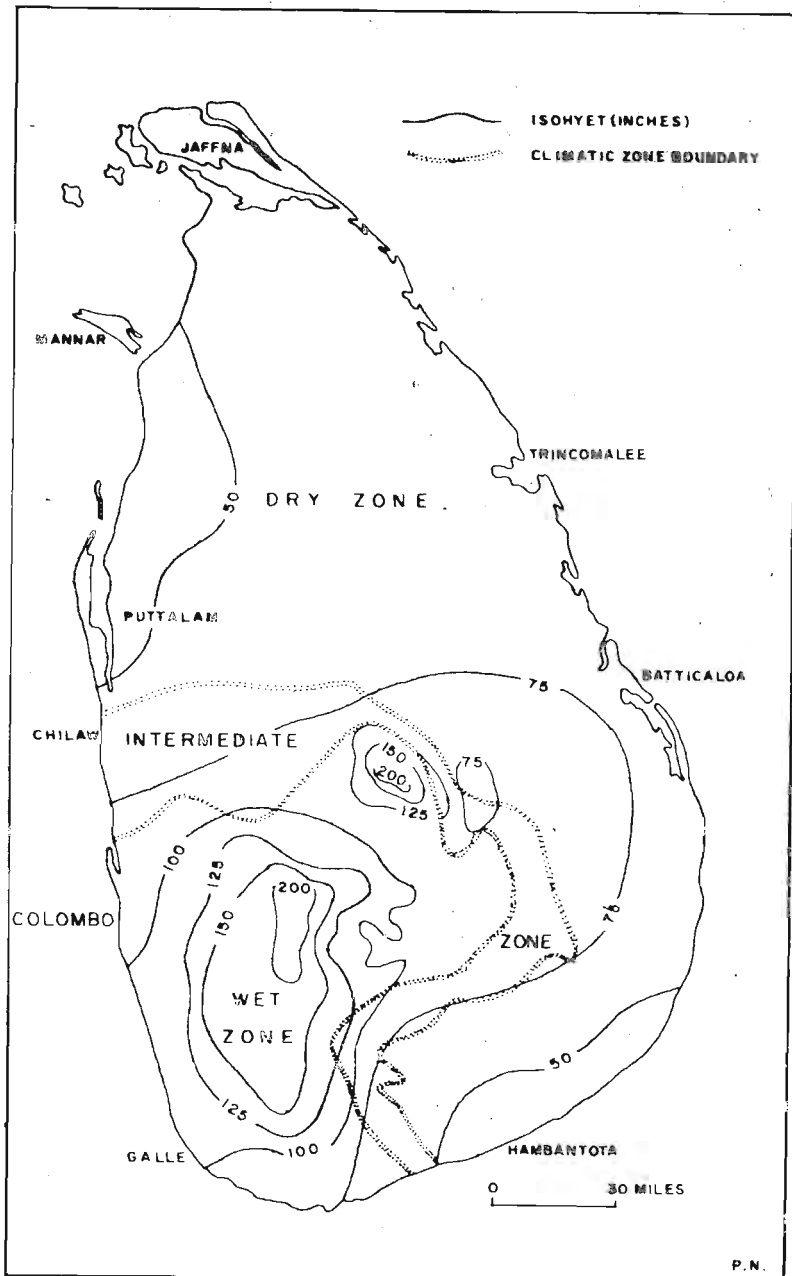 ISOHYET (INCHES)
CLIMATIC ZONE BOUNDARY
JAFFNA
MANNAR
TRINCOMALEE
50
DRY ZONE
PUTTALAM
BATTICALOA
75
CHILAW
INTERMEDIATE
150
200
125
75
100
125
200
150
COLOMBO
75
ZONE
WET
ZONE
50
125
100
GALLE
HAMBANTOTA
0 30 MILES
P.N.